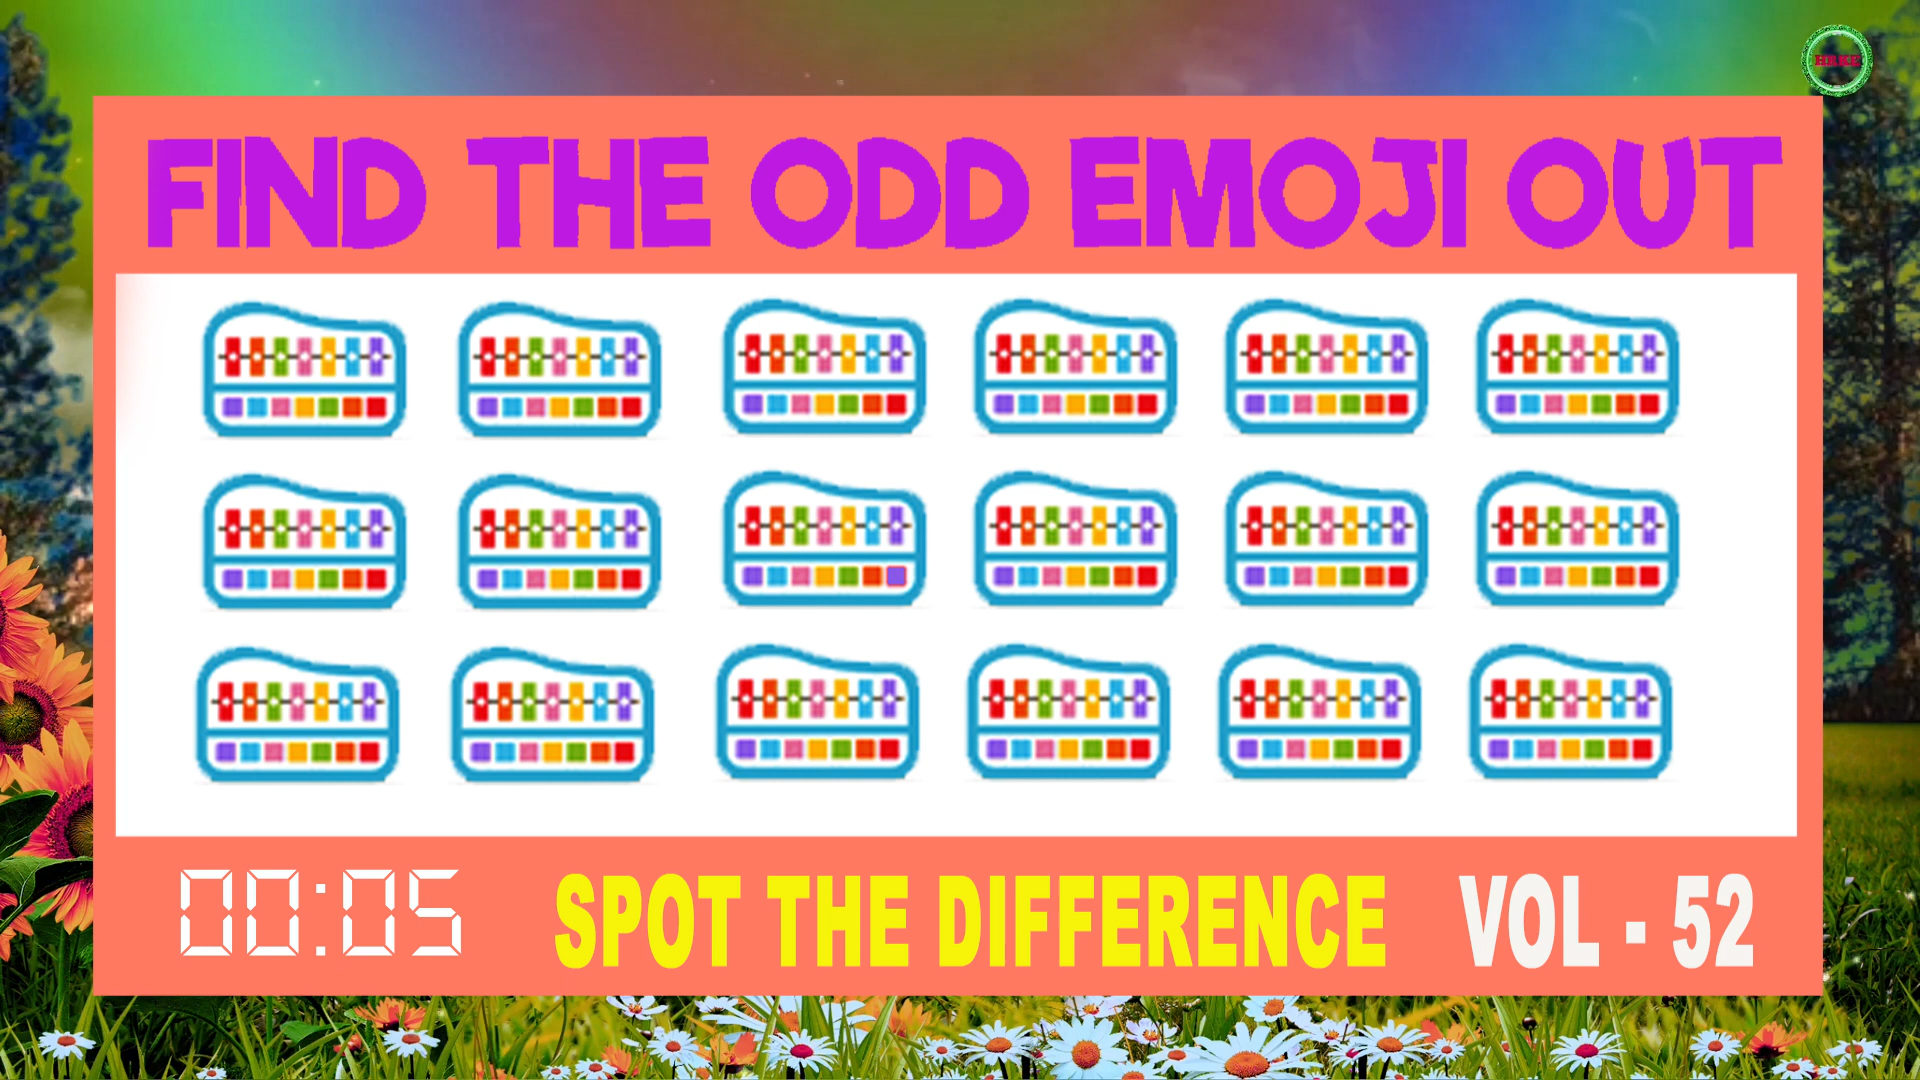 FIND THE ODD EMOJI OUT
00:05 SPOT THE DIFFERENCE VOL - 52